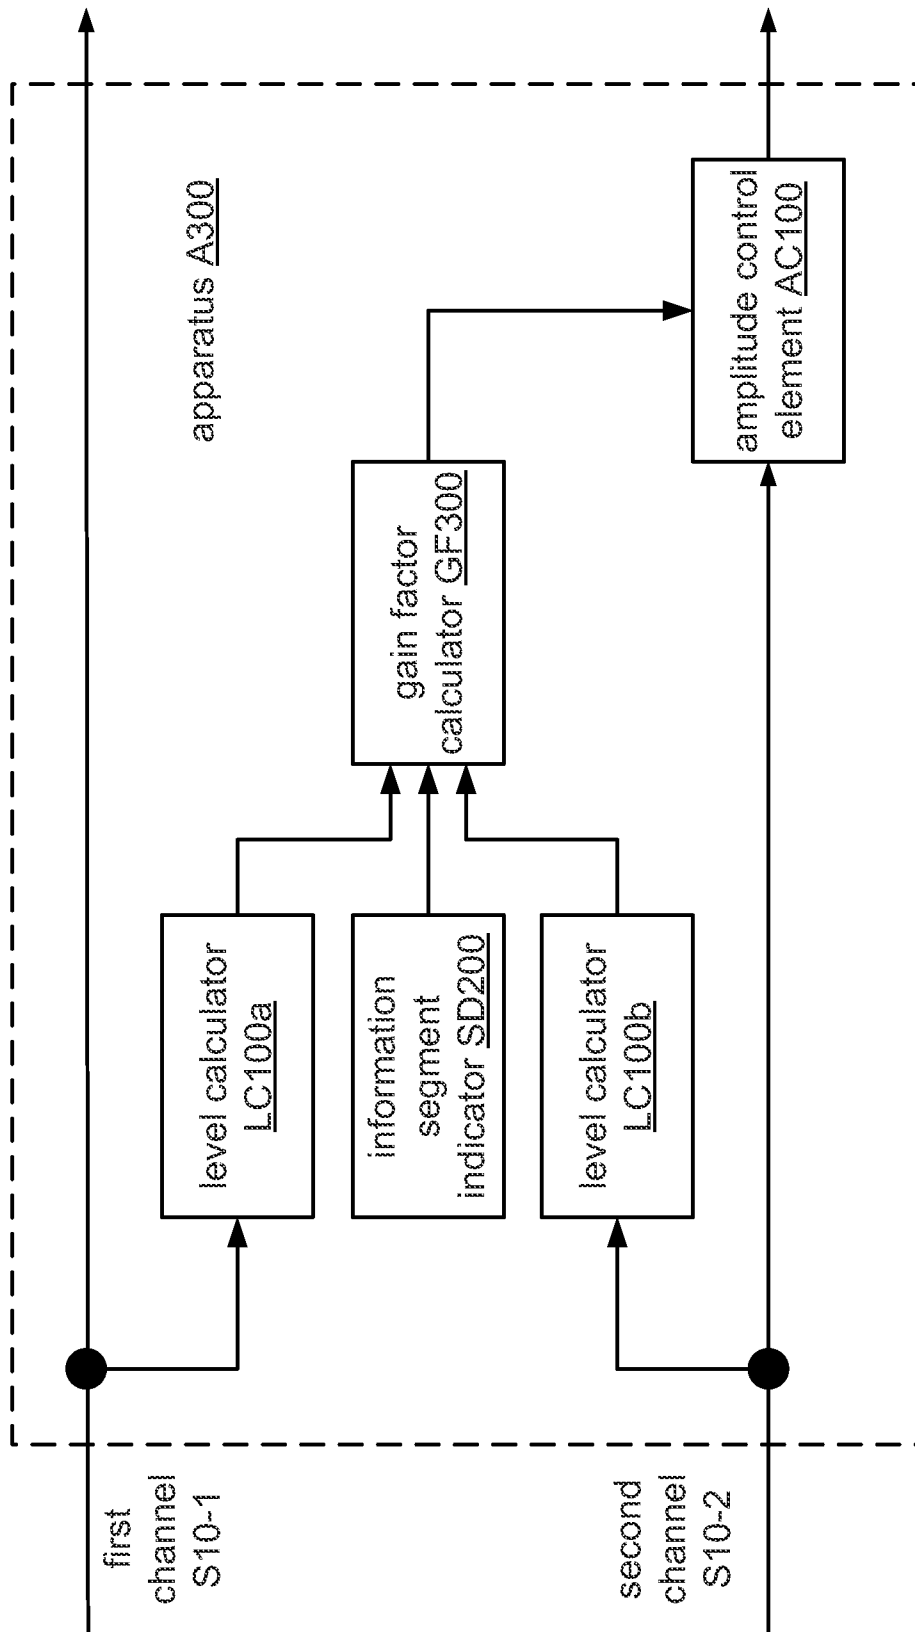 first
channel
S10-1
second
channel
S10-2
level calculator
LC100a
information
segment
indicator SD200
level calculator
LC100b
gain factor
calculator GF300
apparatus A300
amplitude control
element AC100